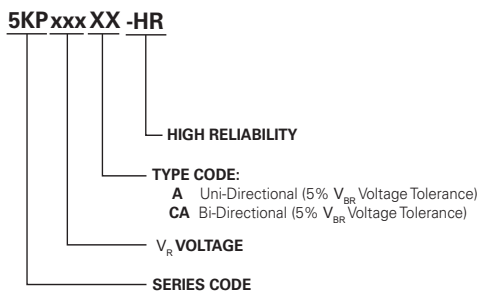 5KPxxxXX-HR
HIGH RELIABILITY
TYPE CODE:
A Uni-Directional (5% VBR Voltage Tolerance)
CA Bi-Directional (5% VBR Voltage Tolerance)
VR VOLTAGE
SERIES CODE